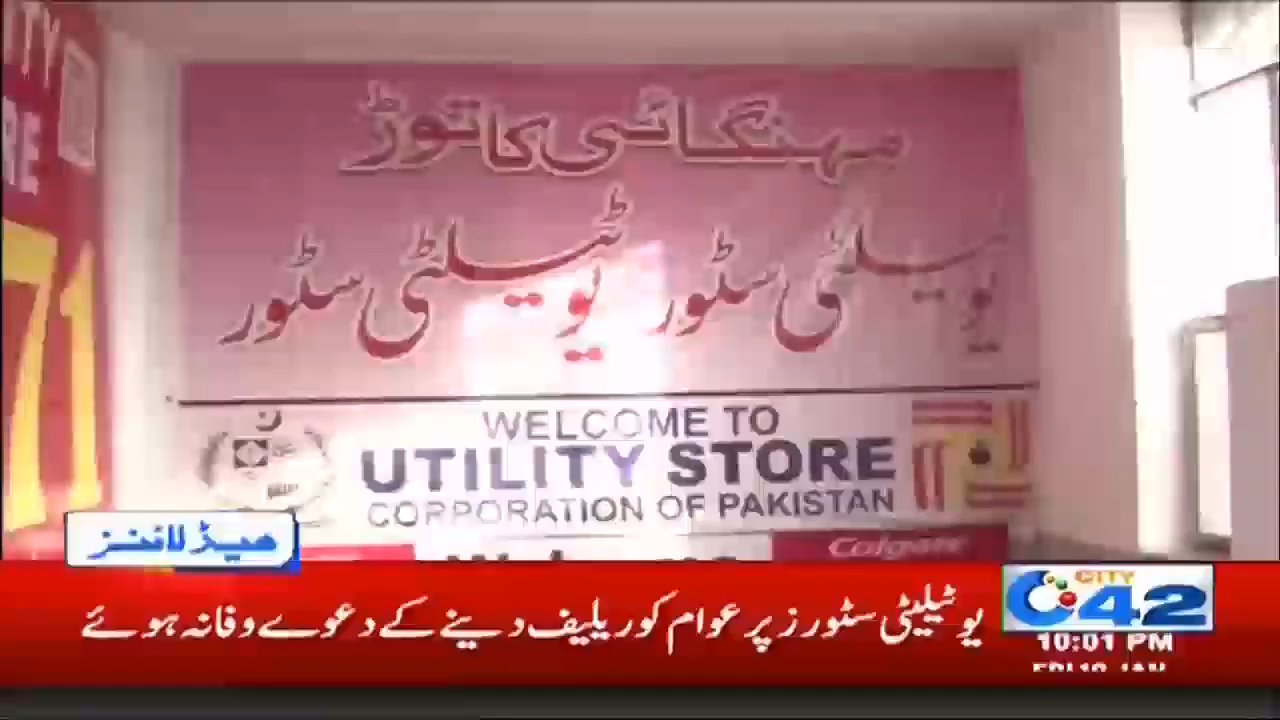 مہنگائی کا توڑ
یوٹیلٹی سٹور یوٹیلٹی سٹور
WELCOME TO
UTILITY STORE
CORPORATION OF PAKISTAN
Colgate
71
ہیڈ لائنز
یوٹیلیٹی سٹورز پر عوام کو ریلیف دینے کے دعوے وفا نہ ہوئے
CITY
42
10:01 PM